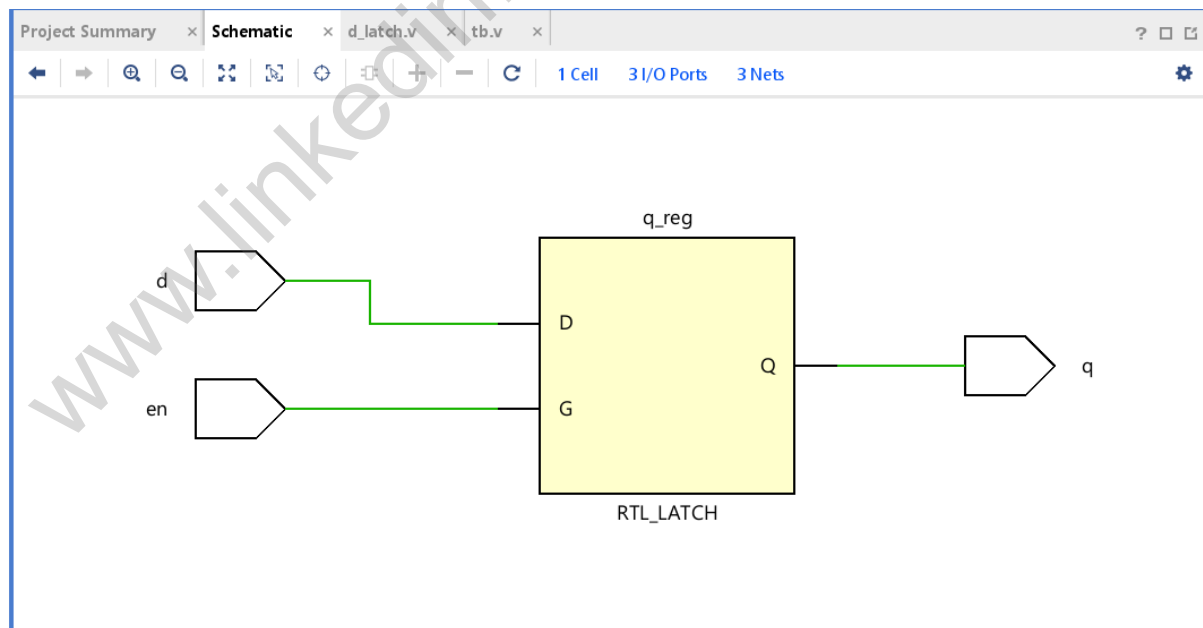 Project Summary × Schematic × d_latch.v × tb.v ×
1 Cell 3 I/O Ports 3 Nets
q_reg
d
D
Q
q
en
G
RTL_LATCH
www.linkedin